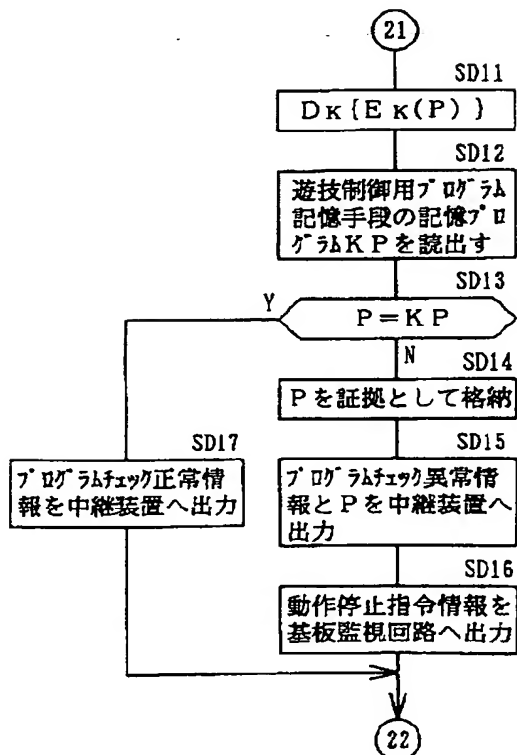 21
SD11
Dκ{Eκ(P)}
SD12
遊技制御用プログラム
記憶手段の記憶プロ
グラムKPを読出す
SD13
Y
P=KP
N
SD14
Pを証拠として格納
SD17
プログラムチェック正常情
報を中継装置へ出力
SD15
プログラムチェック異常情
報とPを中継装置へ
出力
SD16
動作停止指令情報を
基板監視回路へ出力
22